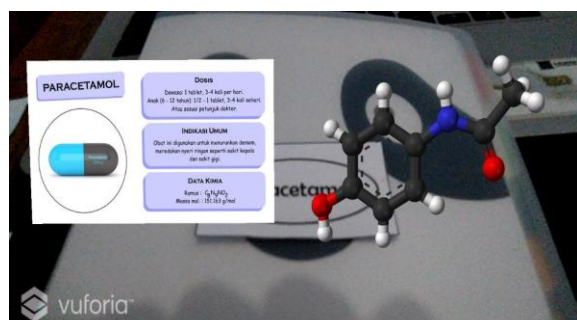 PARACETAMOL
DOSIS
Dewasa: 1 tablet, 3-4 kali per hari.
Anak (6 - 12 tahun): 1/2 - 1 tablet, 3-4 kali sehari.
Atau sesuai petunjuk dokter.
INDIKASI UMUM
Obat ini digunakan untuk menurunkan demam,
meredakan nyeri ringan seperti sakit kepala
dan sakit gigi.
DATA KIMIA
Rumus : C8H9NO2
Massa mol. : 151,163 g/mol
acetam
vuforia™